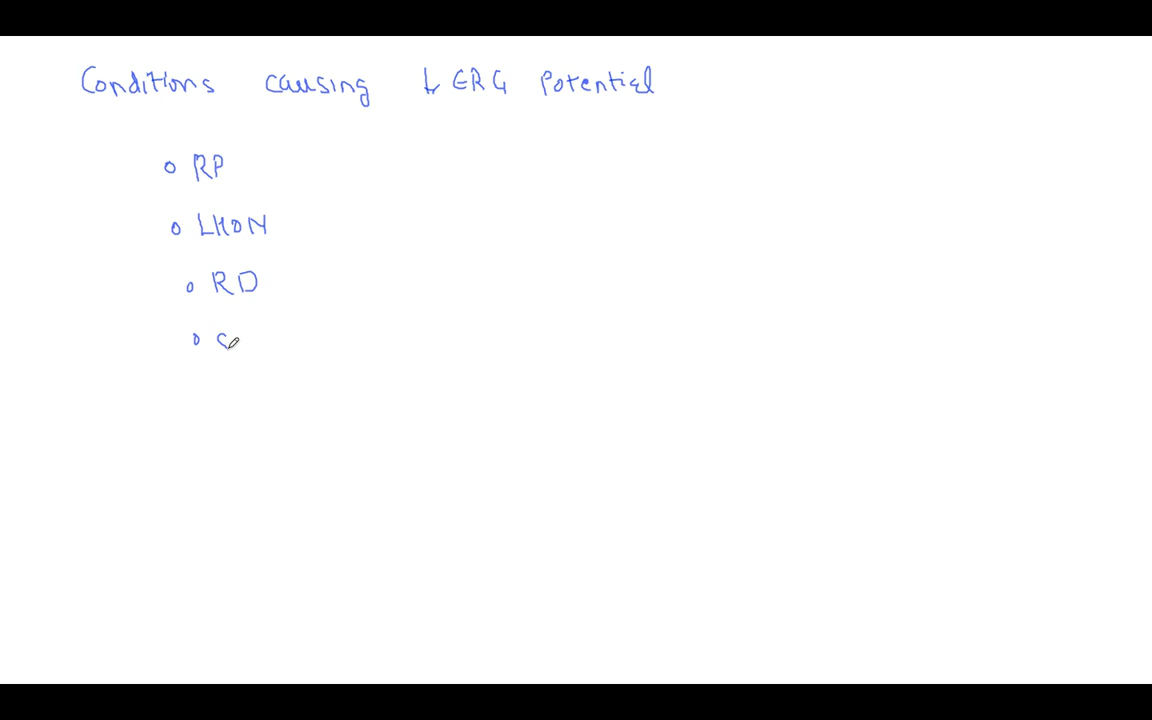 Conditions causing ↓ ERG Potential
o RP
o LHON
o RD
o